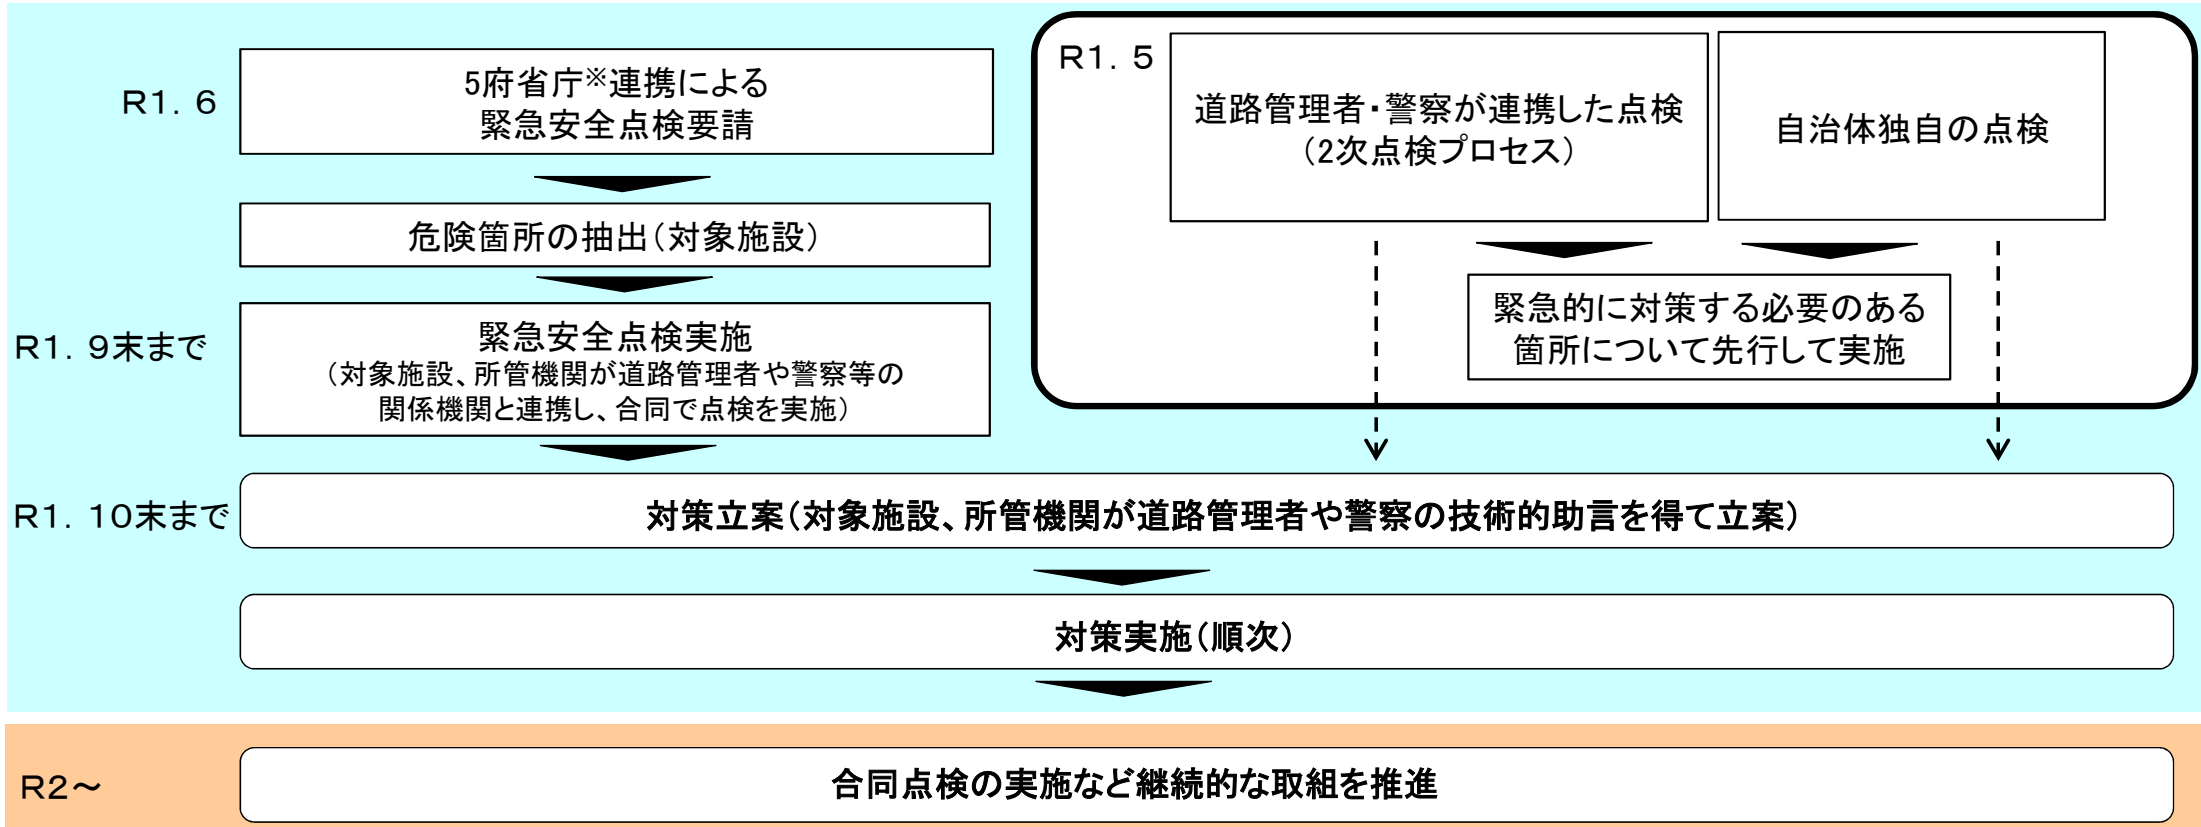 R1. 6
5府省庁※連携による
緊急安全点検要請
危険箇所の抽出(対象施設)
R1. 9末まで
緊急安全点検実施
(対象施設、所管機関が道路管理者や警察等の
関係機関と連携し、合同で点検を実施)
R1. 5
道路管理者・警察が連携した点検
(2次点検プロセス)
自治体独自の点検
緊急的に対策する必要のある
箇所について先行して実施
R1. 10末まで
対策立案(対象施設、所管機関が道路管理者や警察の技術的助言を得て立案)
対策実施(順次)
R2～
合同点検の実施など継続的な取組を推進